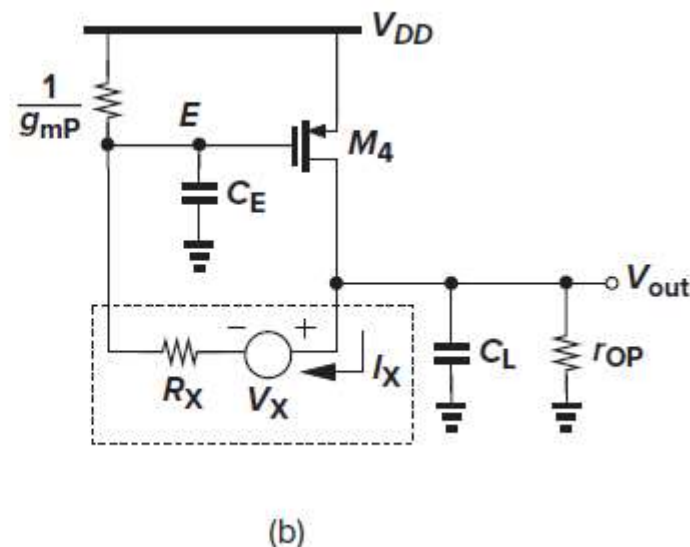 V_DD
1
g_mP
E
M_4
C_E
V_out
− +
I_X
C_L
r_OP
R_X
V_X
(b)